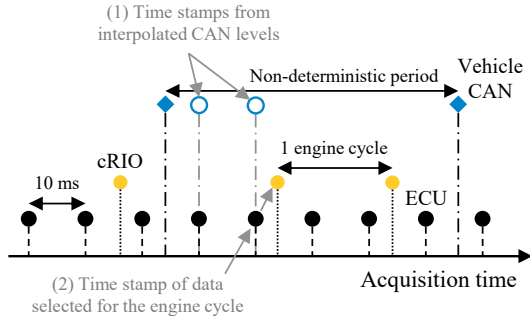 (1) Time stamps from
interpolated CAN levels
Non-deterministic period
Vehicle
CAN
cRIO
1 engine cycle
10 ms
ECU
(2) Time stamp of data
selected for the engine cycle
Acquisition time